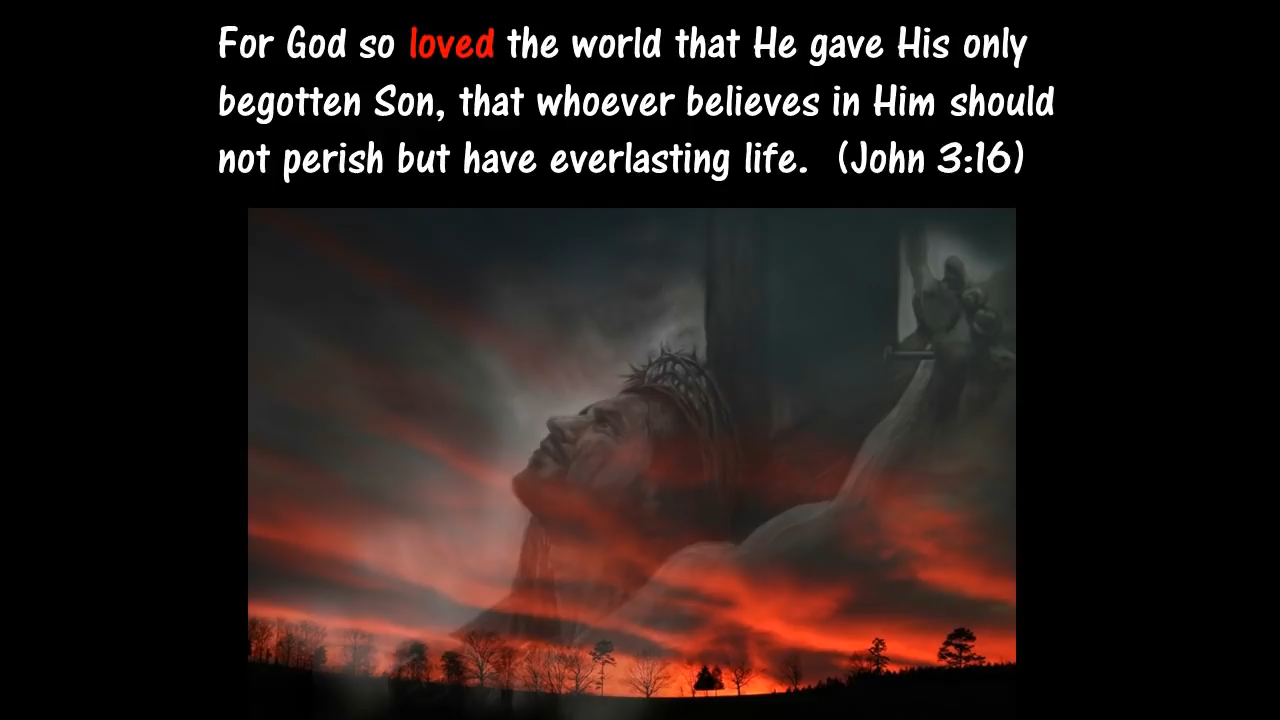 For God so loved the world that He gave His only
begotten Son, that whoever believes in Him should
not perish but have everlasting life. (John 3:16)